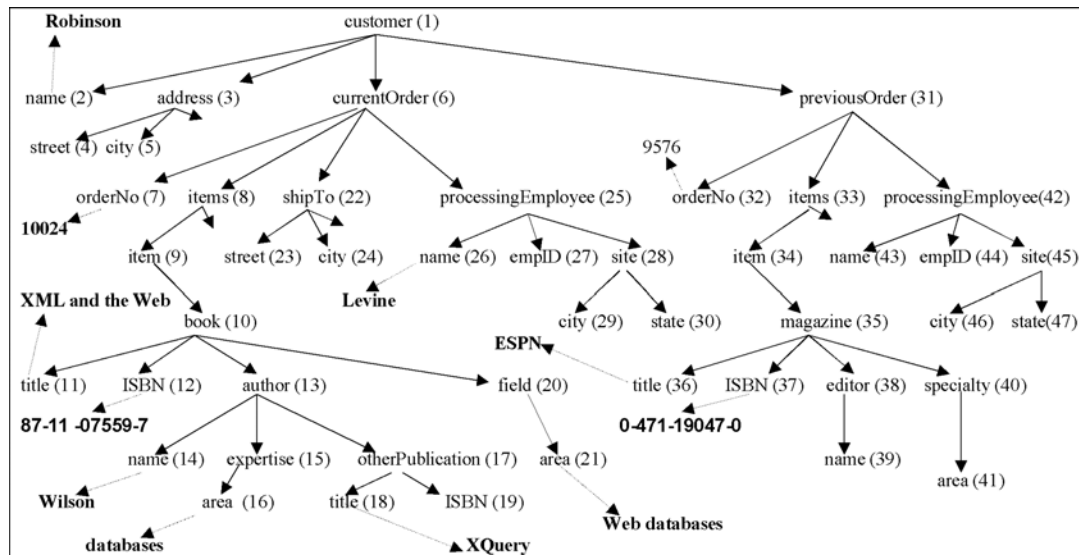 Robinson customer (1)
name (2) address (3) currentOrder (6) previousOrder (31)
street (4) city (5) 9576
orderNo (7) items (8) shipTo (22) processingEmployee (25) orderNo (32) items (33) processingEmployee(42)
10024
item (9) street (23) city (24) name (26) empID (27) site (28) item (34) name(43) empID (44) site(45)
XML and the Web Levine
book (10) city (29) state (30) magazine (35) city (46) state(47)
ESPN
title (11) ISBN (12) author (13) field (20) title (36) ISBN (37) editor (38) specialty (40)
87-11 -07559-7 0-471-19047-0
name (14) expertise (15) otherPublication (17) area (21) name (39)
Wilson area (16) title (18) ISBN (19) area (41)
Web databases
databases XQuery